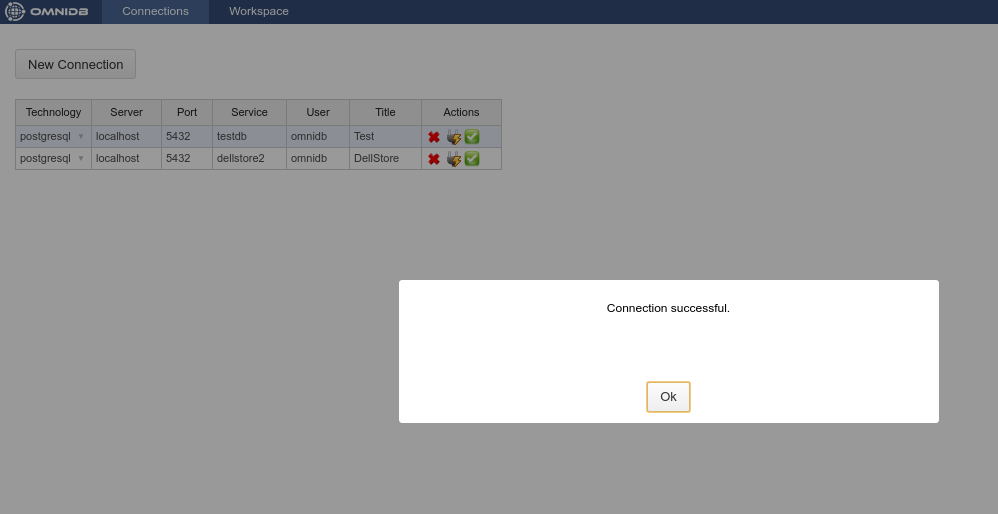 OMNIDB Connections Workspace
New Connection
Technology Server Port Service User Title Actions
postgresql localhost 5432 testdb omnidb Test
postgresql localhost 5432 dellstore2 omnidb DellStore
Connection successful.
Ok